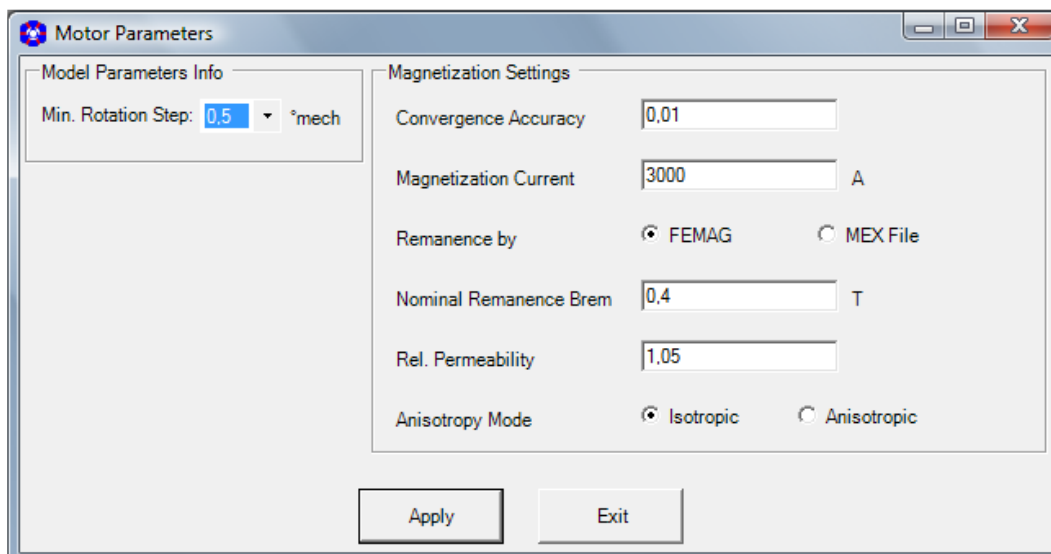 Motor Parameters
Model Parameters Info
Min. Rotation Step: 0,5 °mech
Magnetization Settings
Convergence Accuracy 0,01
Magnetization Current 3000 A
Remanence by FEMAG MEX File
Nominal Remanence Brem 0,4 T
Rel. Permeability 1,05
Anisotropy Mode Isotropic Anisotropic
Apply Exit